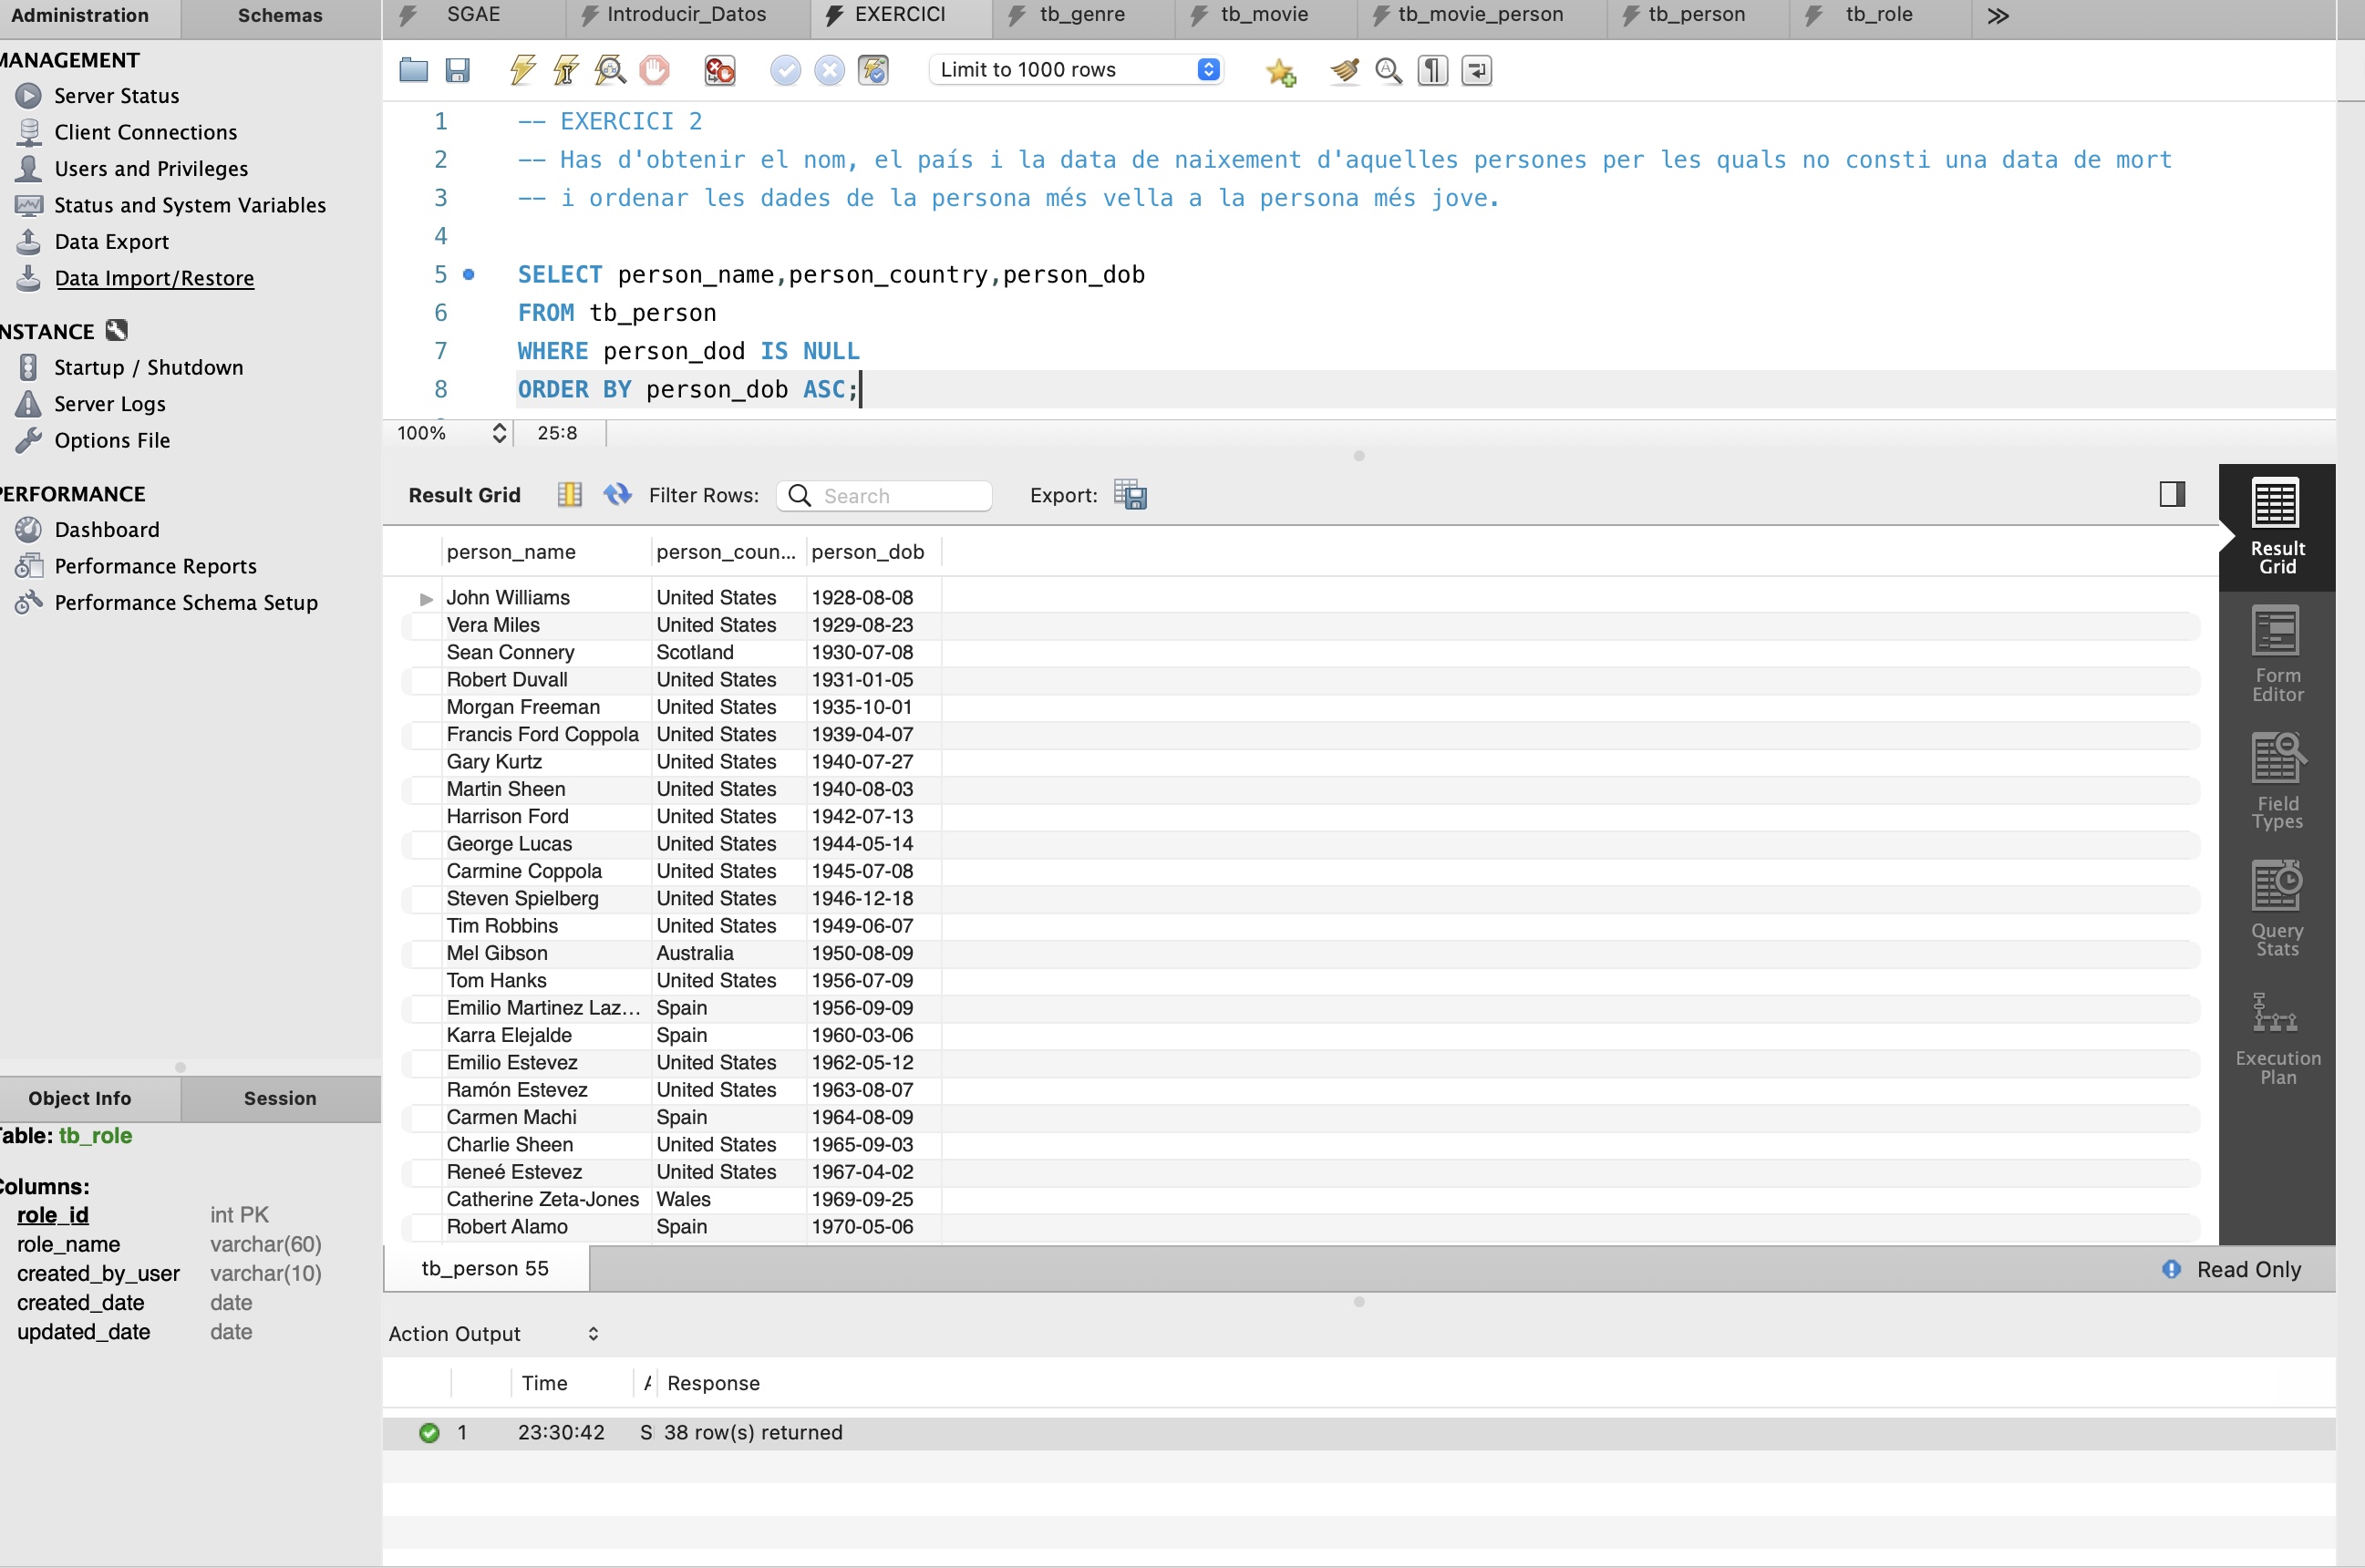 Administration
Schemas
SGAE
Introducir_Datos
EXERCICI
tb_genre
tb_movie
tb_movie_person
tb_person
tb_role
MANAGEMENT
Server Status
Client Connections
Users and Privileges
Status and System Variables
Data Export
Data Import/Restore
NSTANCE
Startup / Shutdown
Server Logs
Options File
PERFORMANCE
Dashboard
Performance Reports
Performance Schema Setup
Limit to 1000 rows
1 -- EXERCICI 2
2 -- Has d'obtenir el nom, el país i la data de naixement d'aquelles persones per les quals no consti una data de mort
3 -- i ordenar les dades de la persona més vella a la persona més jove.
4
5 SELECT person_name,person_country,person_dob
6 FROM tb_person
7 WHERE person_dod IS NULL
8 ORDER BY person_dob ASC;
100% 25:8
Result Grid Filter Rows: Search Export:
person_name person_coun... person_dob
John Williams United States 1928-08-08
Vera Miles United States 1929-08-23
Sean Connery Scotland 1930-07-08
Robert Duvall United States 1931-01-05
Morgan Freeman United States 1935-10-01
Francis Ford Coppola United States 1939-04-07
Gary Kurtz United States 1940-07-27
Martin Sheen United States 1940-08-03
Harrison Ford United States 1942-07-13
George Lucas United States 1944-05-14
Carmine Coppola United States 1945-07-08
Steven Spielberg United States 1946-12-18
Tim Robbins United States 1949-06-07
Mel Gibson Australia 1950-08-09
Tom Hanks United States 1956-07-09
Emilio Martinez Laz... Spain 1956-09-09
Karra Elejalde Spain 1960-03-06
Emilio Estevez United States 1962-05-12
Ramón Estevez United States 1963-08-07
Carmen Machi Spain 1964-08-09
Charlie Sheen United States 1965-09-03
Reneé Estevez United States 1967-04-02
Catherine Zeta-Jones Wales 1969-09-25
Robert Alamo Spain 1970-05-06
Result
Grid
Form
Editor
Field
Types
Query
Stats
Execution
Plan
tb_person 55
Read Only
Object Info
Session
Table: tb_role
Columns:
role_id int PK
role_name varchar(60)
created_by_user varchar(10)
created_date date
updated_date date
Action Output
Time A Response
1 23:30:42 S 38 row(s) returned